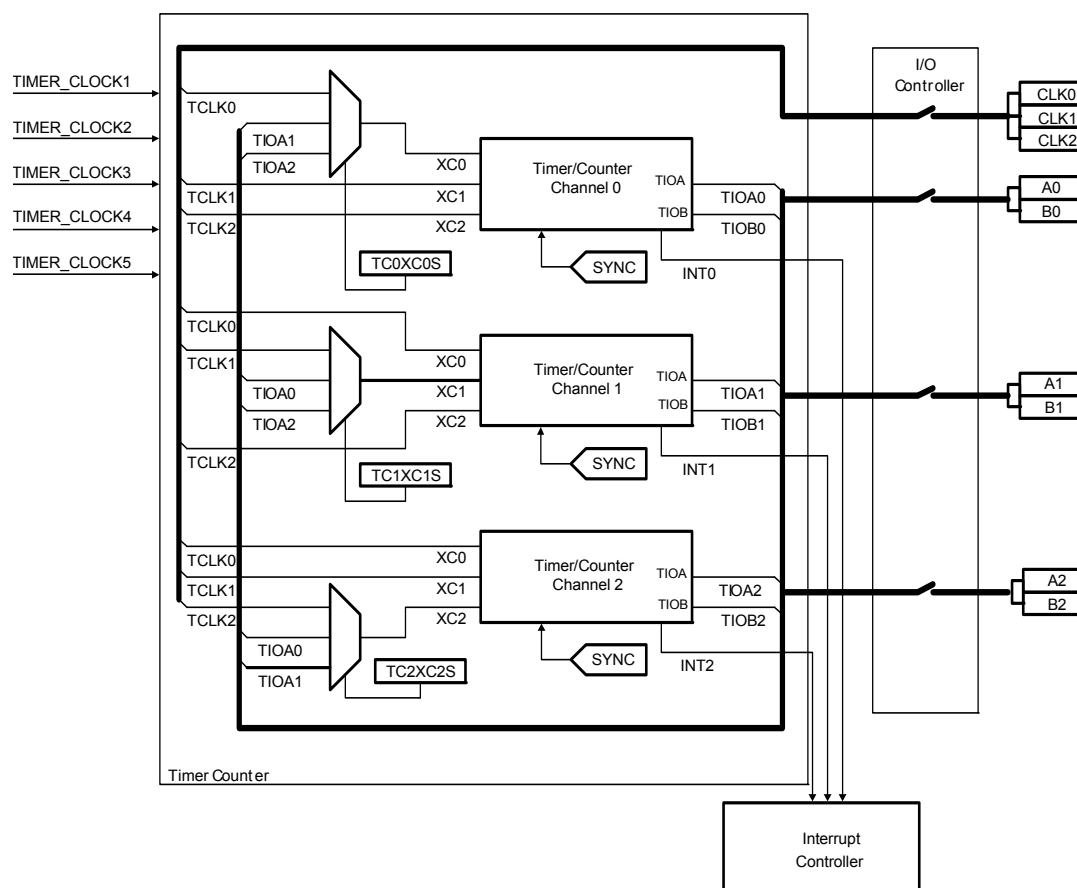 I/O
Controller
TIMER_CLOCK1
TIMER_CLOCK2
TIMER_CLOCK3
TIMER_CLOCK4
TIMER_CLOCK5
TCLK0
TIOA1
TIOA2
TCLK1
TCLK2
XC0
XC1
XC2
Timer/Counter
Channel 0
TIOA
TIOB
TIOA0
TIOB0
TC0XC0S
SYNC
INT0
CLK0
CLK1
CLK2
A0
B0
TCLK0
TCLK1
TIOA0
TIOA2
TCLK2
XC0
XC1
XC2
Timer/Counter
Channel 1
TIOA
TIOB
TIOA1
TIOB1
TC1XC1S
SYNC
INT1
A1
B1
TCLK0
TCLK1
TCLK2
TIOA0
TIOA1
XC0
XC1
XC2
Timer/Counter
Channel 2
TIOA
TIOB
TIOA2
TIOB2
TC2XC2S
SYNC
INT2
A2
B2
Timer Counter
Interrupt
Controller